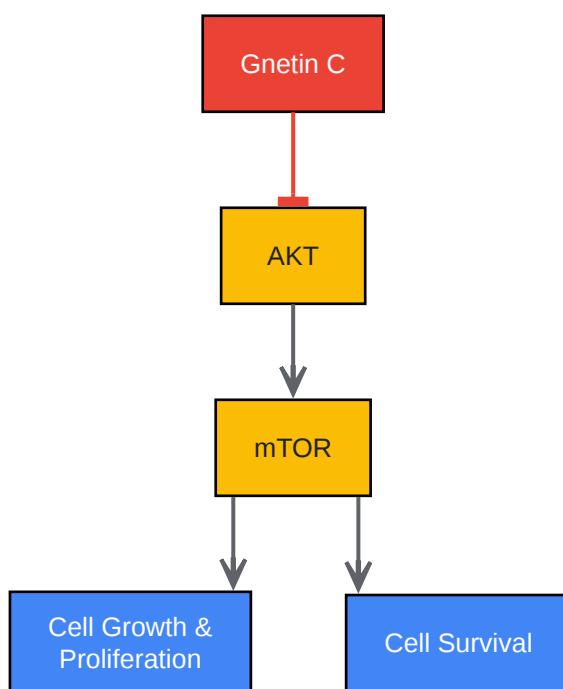 Gnetin C
AKT
mTOR
Cell Growth &
Proliferation
Cell Survival